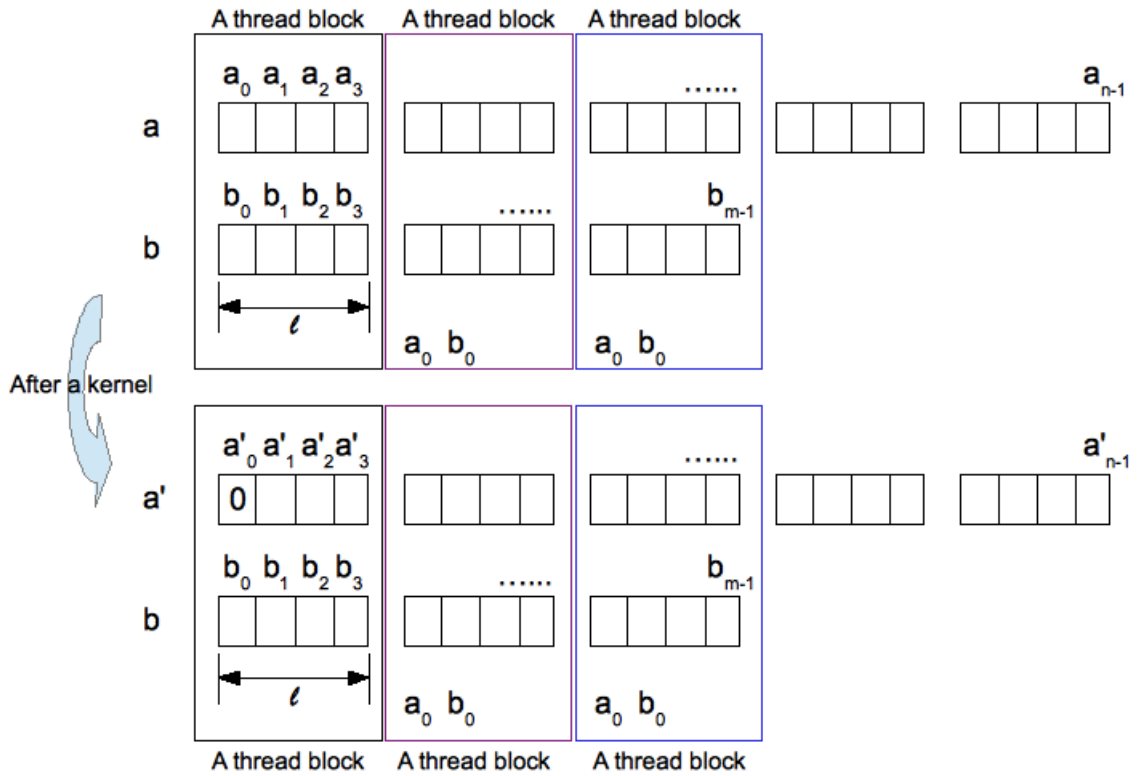 A thread block A thread block A thread block
a0 a1 a2 a3 ...... an-1
a
b0 b1 b2 b3 ...... bm-1
b
ℓ
a0 b0 a0 b0
After a kernel
a'0 a'1 a'2 a'3 ...... a'n-1
a' 0
b0 b1 b2 b3 ...... bm-1
b
ℓ
a0 b0 a0 b0
A thread block A thread block A thread block